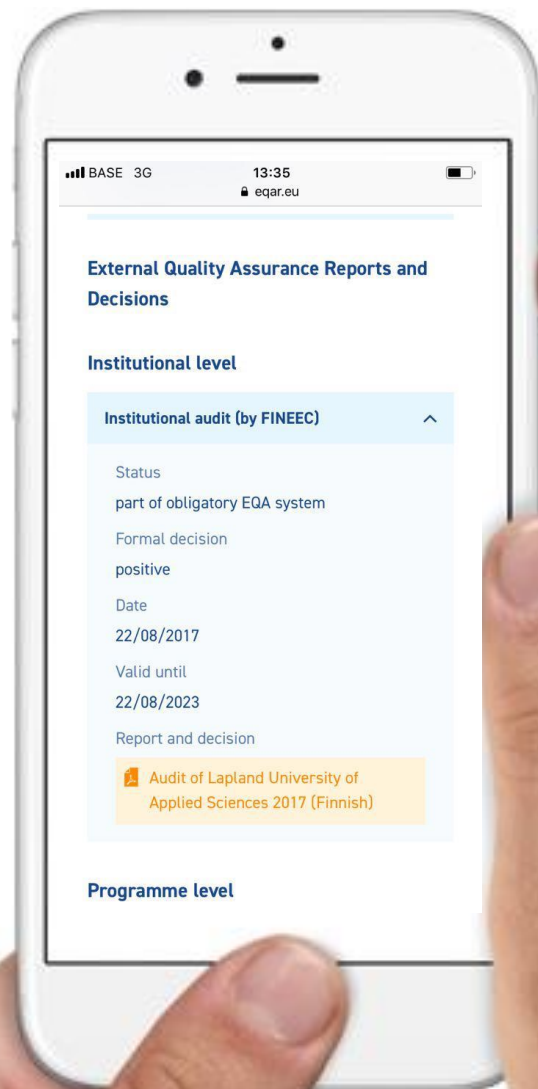 BASE 3G 13:35
eqar.eu
External Quality Assurance Reports and
Decisions
Institutional level
Institutional audit (by FINEEC)
Status
part of obligatory EQA system
Formal decision
positive
Date
22/08/2017
Valid until
22/08/2023
Report and decision
Audit of Lapland University of
Applied Sciences 2017 (Finnish)
Programme level